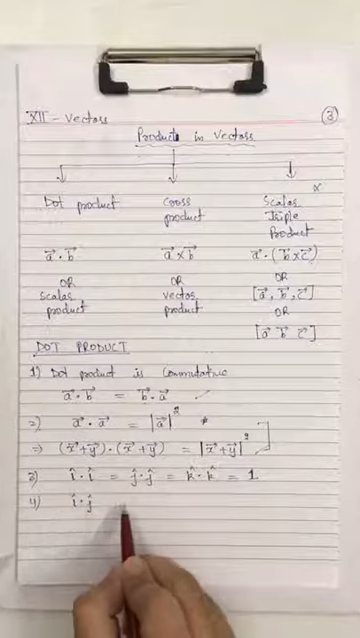 XII - Vectors (3)
Product in Vectors
Dot product Cross product Scalar Triple Product
a⃗ · b⃗ a⃗ × b⃗ a⃗ · (b⃗ × c⃗)
OR OR OR
Scalar product vector product [a⃗, b⃗, c⃗]
OR
[a⃗ b⃗ c⃗]
DOT PRODUCT
1) Dot product is Commutative
a⃗ · b⃗ = b⃗ · a⃗
2) a⃗ · a⃗ = |a⃗|² *
⇒ (x⃗+y⃗) · (x⃗+y⃗) = |x⃗+y⃗|²
3) î · î = ĵ · ĵ = k̂ · k̂ = 1
4) î · ĵ